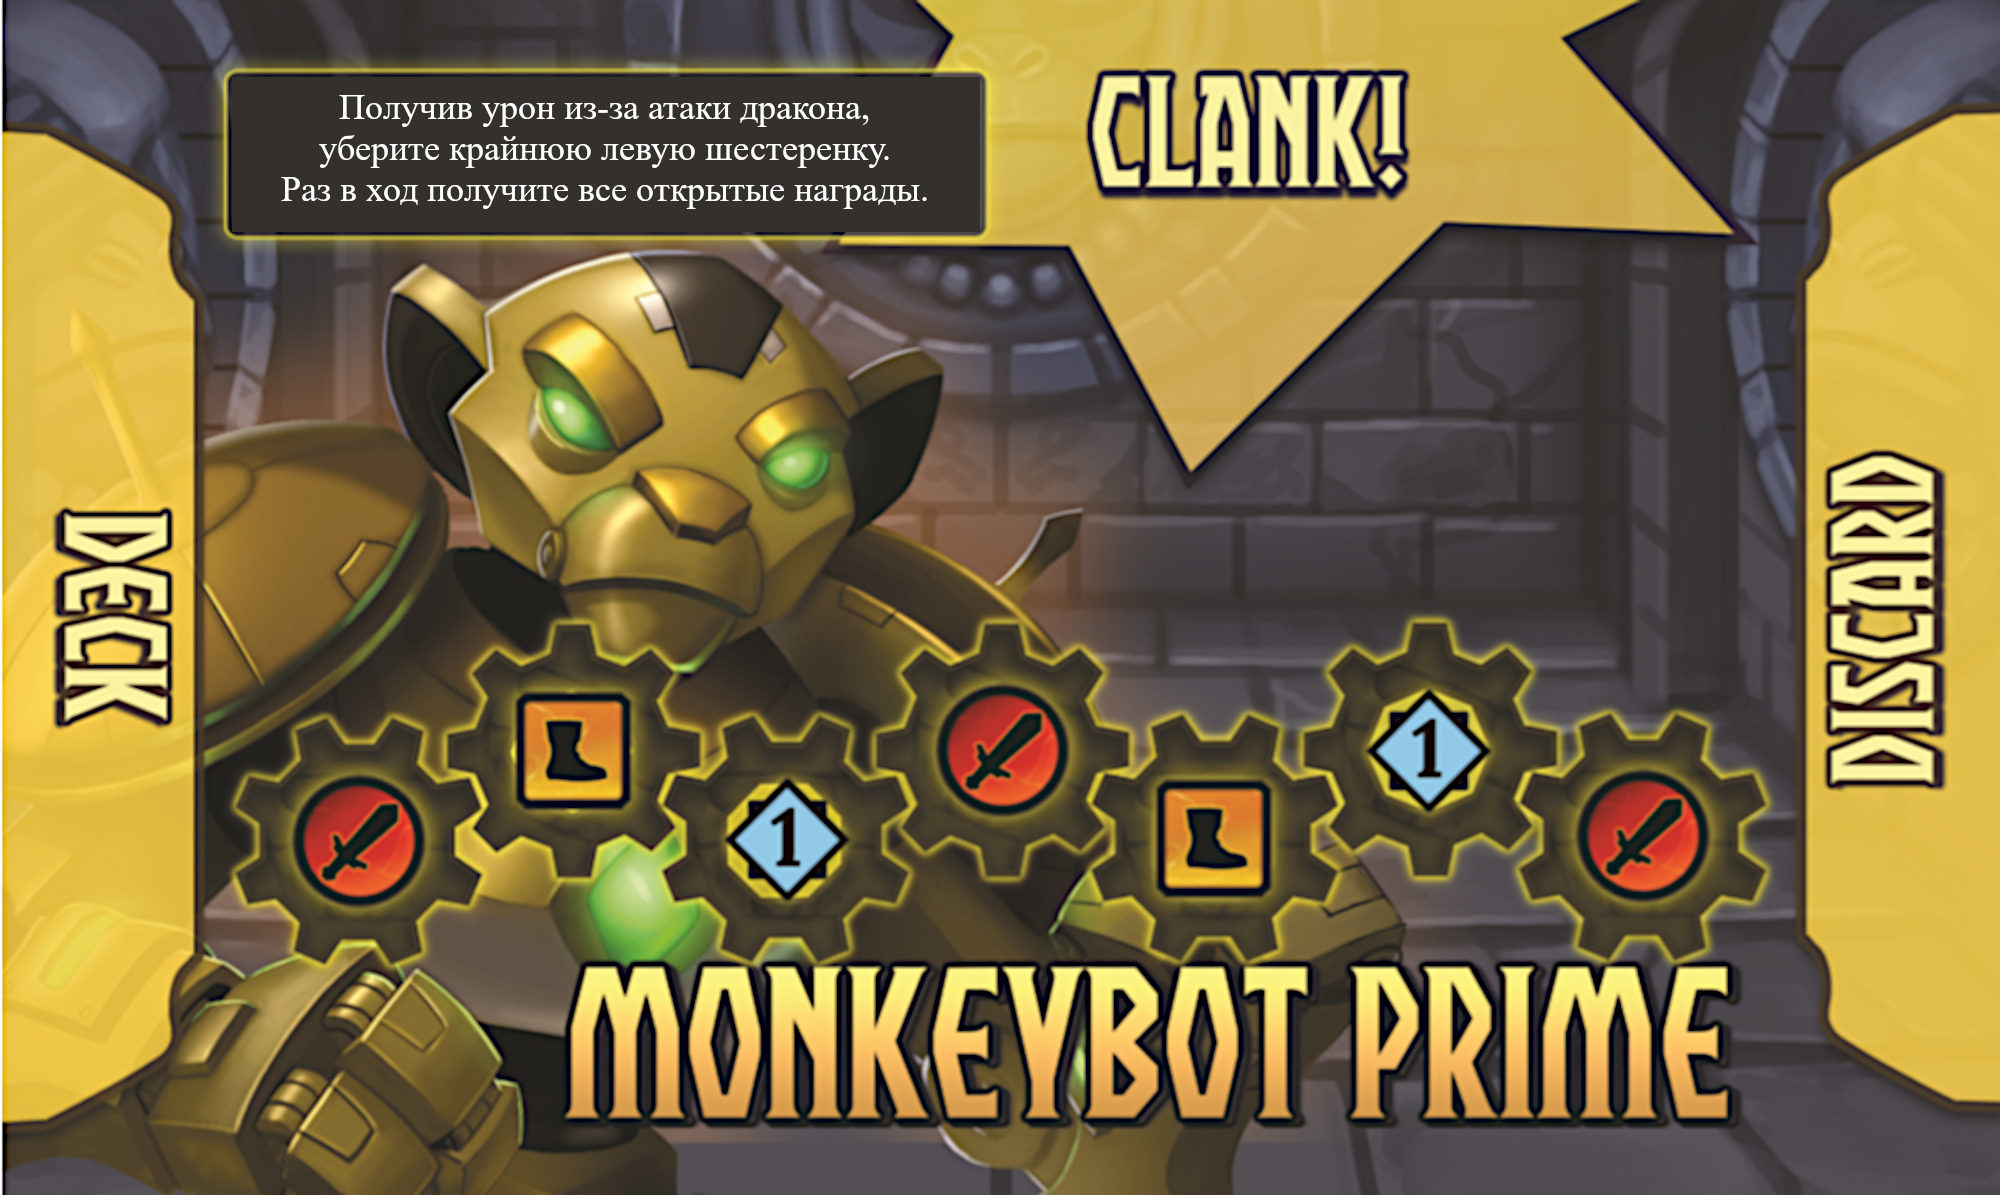 Получив урон из-за атаки дракона,
уберите крайнюю левую шестеренку.
Раз в ход получите все открытые награды.
CLANK!
DECK
DISCARD
1
1
MONKEYBOT PRIME